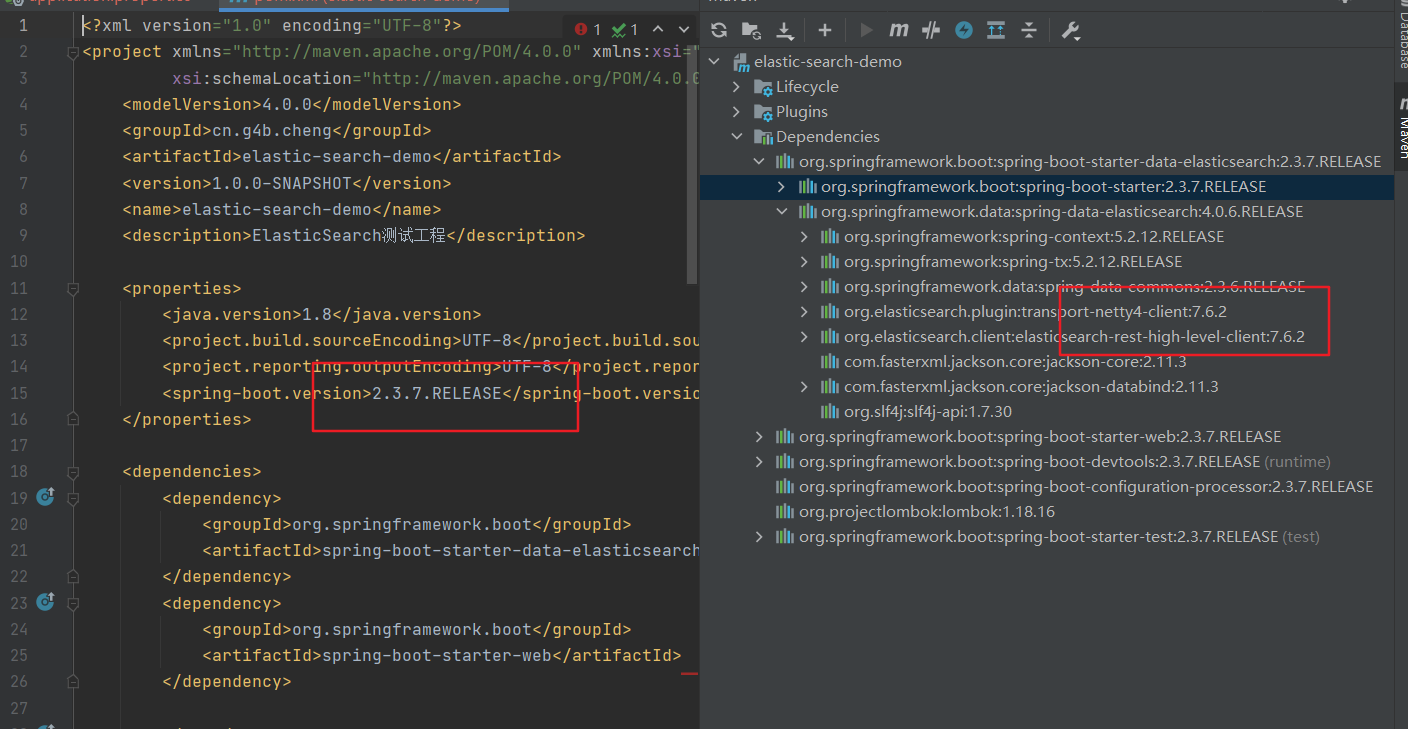 application.properties
pom.xml (elastic-search-demo)
1 <?xml version="1.0" encoding="UTF-8"?>
1 1
2 <project xmlns="http://maven.apache.org/POM/4.0.0" xmlns:xsi="
3 xsi:schemaLocation="http://maven.apache.org/POM/4.0.0
4 <modelVersion>4.0.0</modelVersion>
5 <groupId>cn.g4b.cheng</groupId>
6 <artifactId>elastic-search-demo</artifactId>
7 <version>1.0.0-SNAPSHOT</version>
8 <name>elastic-search-demo</name>
9 <description>ElasticSearch测试工程</description>
10
11 <properties>
12 <java.version>1.8</java.version>
13 <project.build.sourceEncoding>UTF-8</project.build.sou
14 <project.reporting.outputEncoding>UTF-8</project.repor
15 <spring-boot.version>2.3.7.RELEASE</spring-boot.versio
16 </properties>
17
18 <dependencies>
19 <dependency>
20 <groupId>org.springframework.boot</groupId>
21 <artifactId>spring-boot-starter-data-elasticsearch
22 </dependency>
23 <dependency>
24 <groupId>org.springframework.boot</groupId>
25 <artifactId>spring-boot-starter-web</artifactId>
26 </dependency>
27
elastic-search-demo
Lifecycle
Plugins
Dependencies
org.springframework.boot:spring-boot-starter-data-elasticsearch:2.3.7.RELEASE
org.springframework.boot:spring-boot-starter:2.3.7.RELEASE
org.springframework.data:spring-data-elasticsearch:4.0.6.RELEASE
org.springframework:spring-context:5.2.12.RELEASE
org.springframework:spring-tx:5.2.12.RELEASE
org.springframework.data:spring-data-commons:2.3.6.RELEASE
org.elasticsearch.plugin:transport-netty4-client:7.6.2
org.elasticsearch.client:elasticsearch-rest-high-level-client:7.6.2
com.fasterxml.jackson.core:jackson-core:2.11.3
com.fasterxml.jackson.core:jackson-databind:2.11.3
org.slf4j:slf4j-api:1.7.30
org.springframework.boot:spring-boot-starter-web:2.3.7.RELEASE
org.springframework.boot:spring-boot-devtools:2.3.7.RELEASE (runtime)
org.springframework.boot:spring-boot-configuration-processor:2.3.7.RELEASE
org.projectlombok:lombok:1.18.16
org.springframework.boot:spring-boot-starter-test:2.3.7.RELEASE (test)
Database
Maven